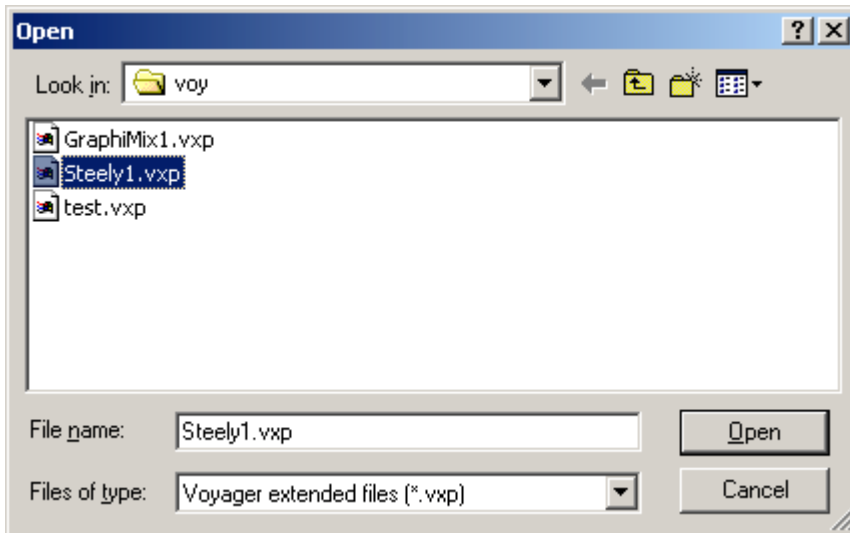 Open
Look in: voy
GraphiMix1.vxp
Steely1.vxp
test.vxp
File name: Steely1.vxp Open
Files of type: Voyager extended files (*.vxp) Cancel